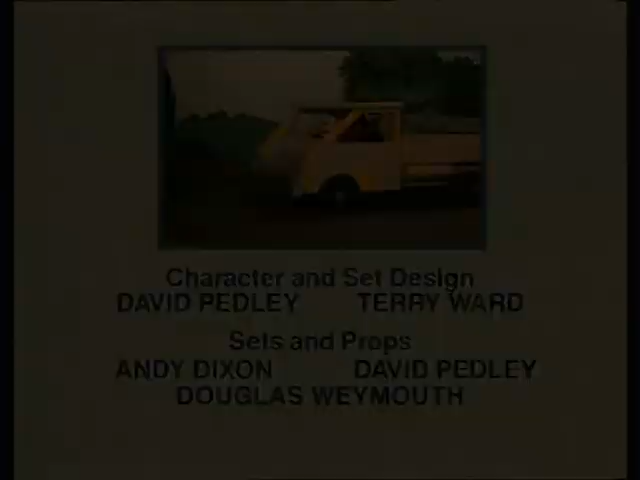 Character and Set Design
DAVID PEDLEY TERRY WARD
Sets and Props
ANDY DIXON DAVID PEDLEY
DOUGLAS WEYMOUTH